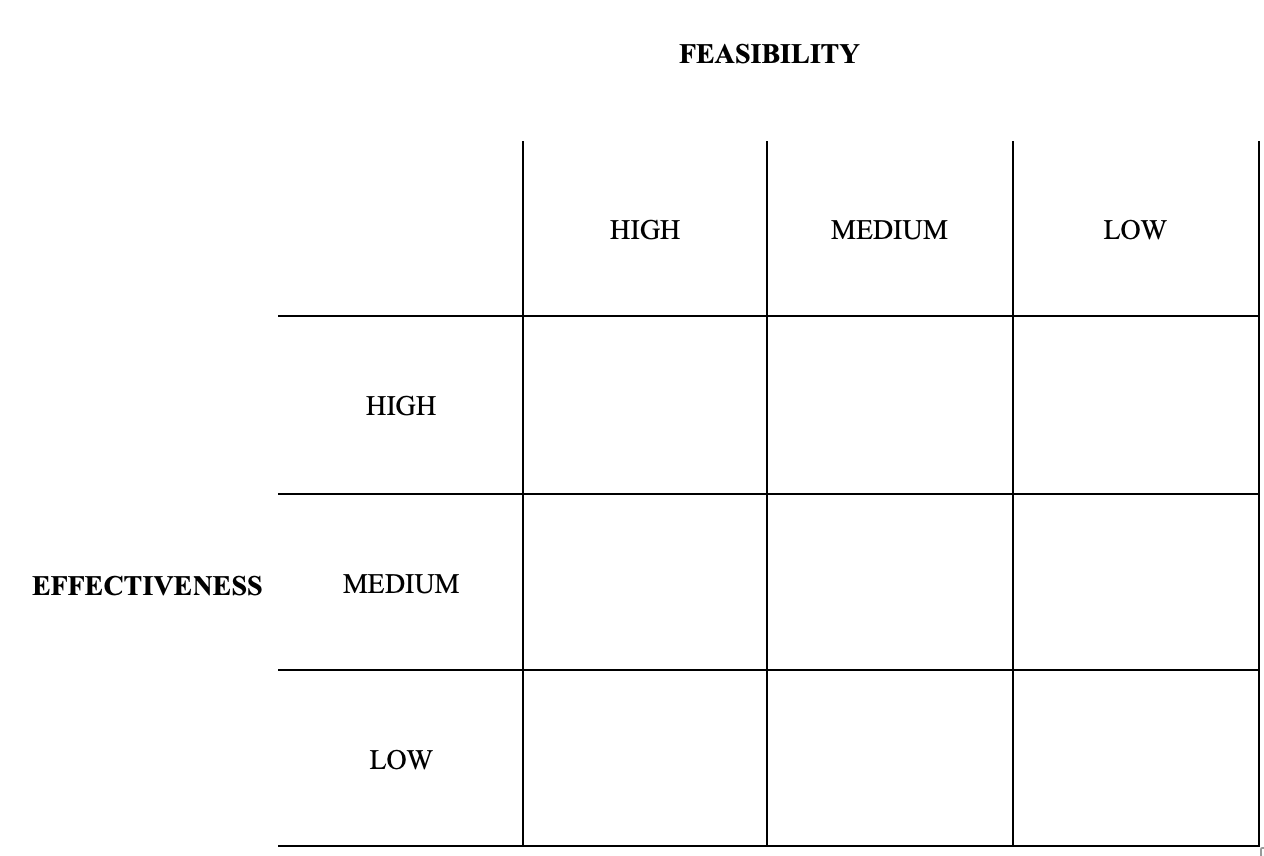 FEASIBILITY
HIGH MEDIUM LOW
HIGH
EFFECTIVENESS MEDIUM
LOW